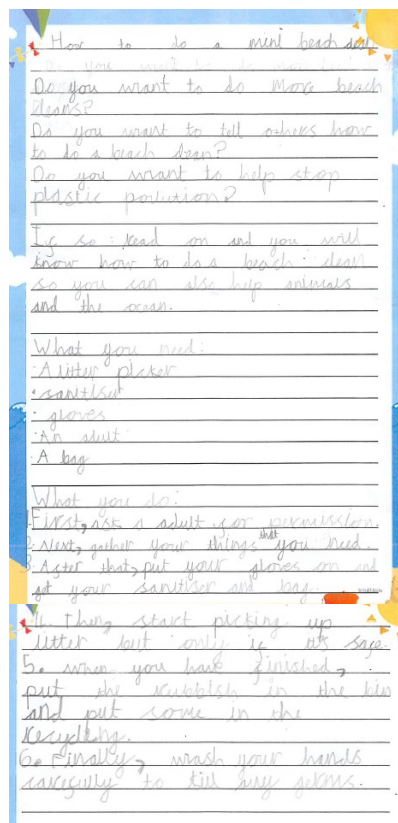 How to do a mini beach clean
Do you want to do more beach
cleans?
Do you want to tell others how
to do a beach clean?
Do you want to help stop
plastic pollution?
If so: read on and you will
know how to do a beach clean
so you can also help animals
and the ocean.
What you need:
• A litter picker
• sanitiser
• gloves
• An adult
• A bag
What you do:
1. First, ask a adult for permission.
2. Next, gather your things that you need.
3. After that, put your gloves on and
get your sanitiser and bag.
4. Then, start picking up
litter but only if it's safe.
5. when you have finished,
put the rubbish in the bin
and put some in the
recycling.
6. Finally, wash your hands
carefully to kill any germs.